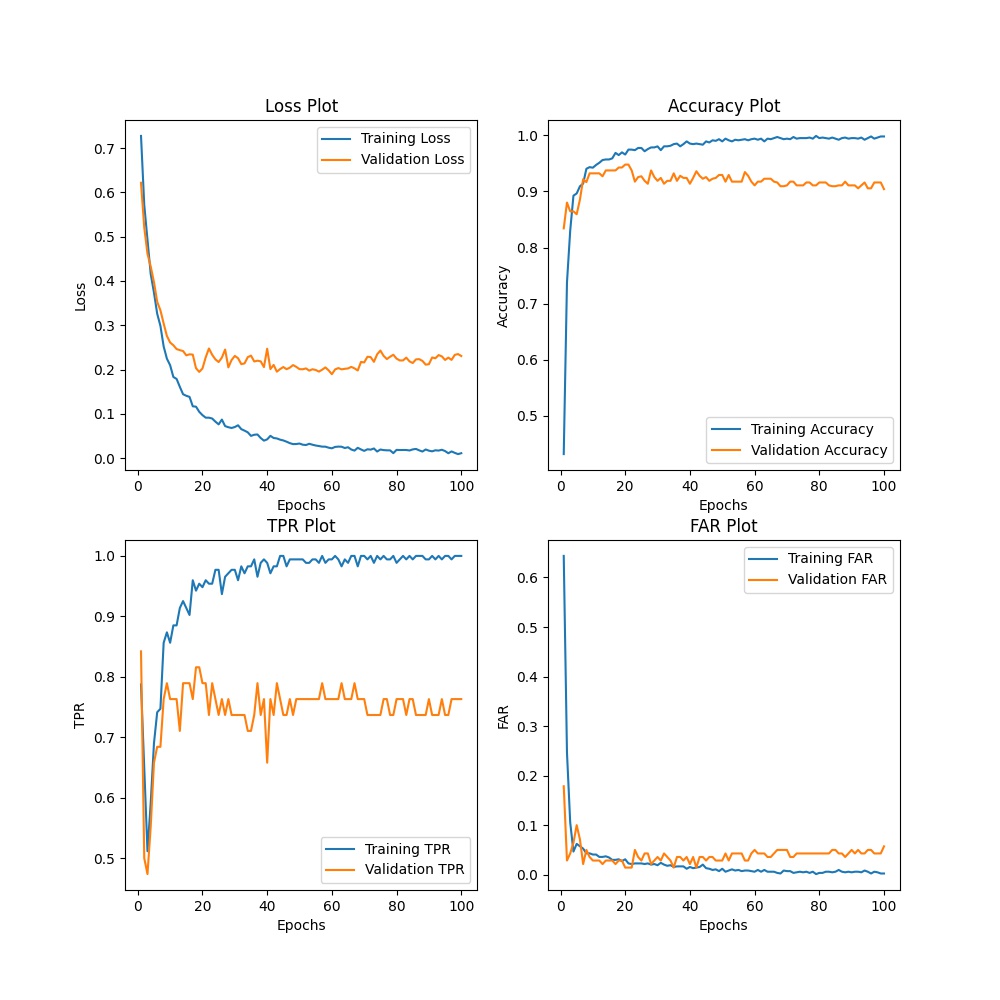 Loss Plot
Training Loss
Validation Loss
Loss
0.7
0.6
0.5
0.4
0.3
0.2
0.1
0.0
0 20 40 60 80 100
Epochs
Accuracy Plot
Accuracy
1.0
0.9
0.8
0.7
0.6
0.5
Training Accuracy
Validation Accuracy
0 20 40 60 80 100
Epochs
TPR Plot
TPR
1.0
0.9
0.8
0.7
0.6
0.5
Training TPR
Validation TPR
0 20 40 60 80 100
Epochs
FAR Plot
Training FAR
Validation FAR
FAR
0.6
0.5
0.4
0.3
0.2
0.1
0.0
0 20 40 60 80 100
Epochs